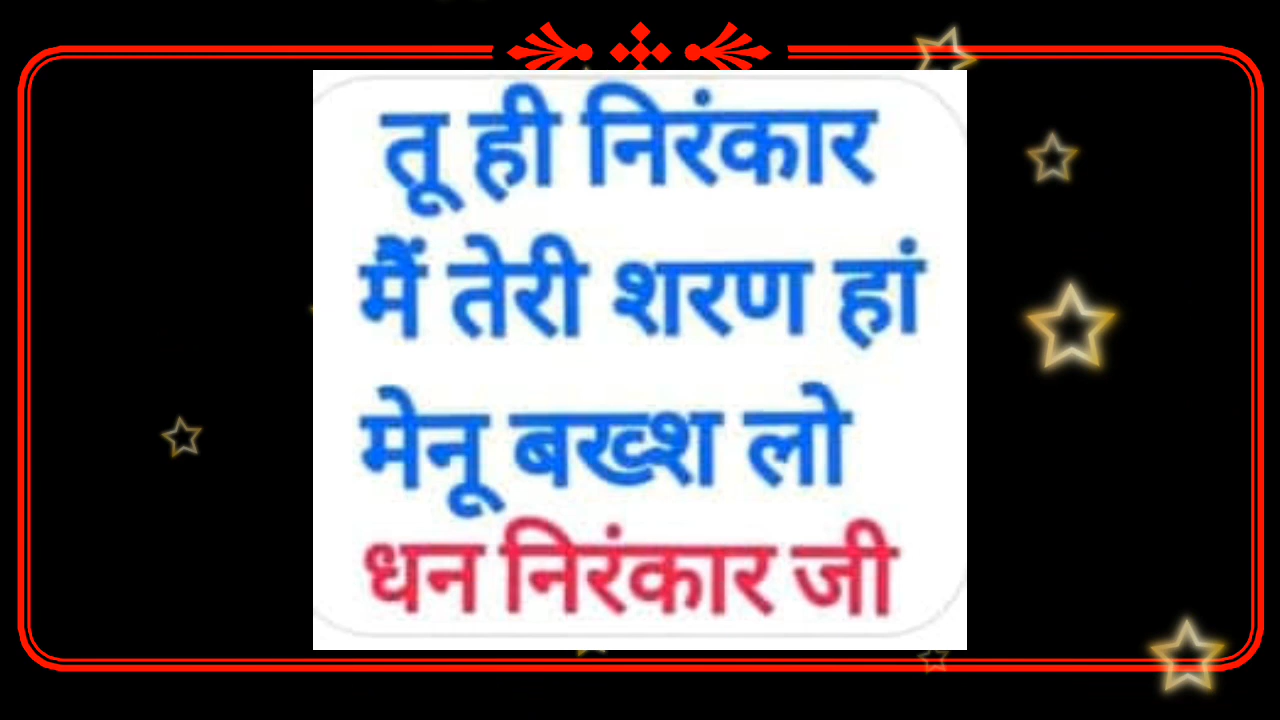 तू ही निरंकार
मैं तेरी शरण हां
मेनू बख्श लो
धन निरंकार जी